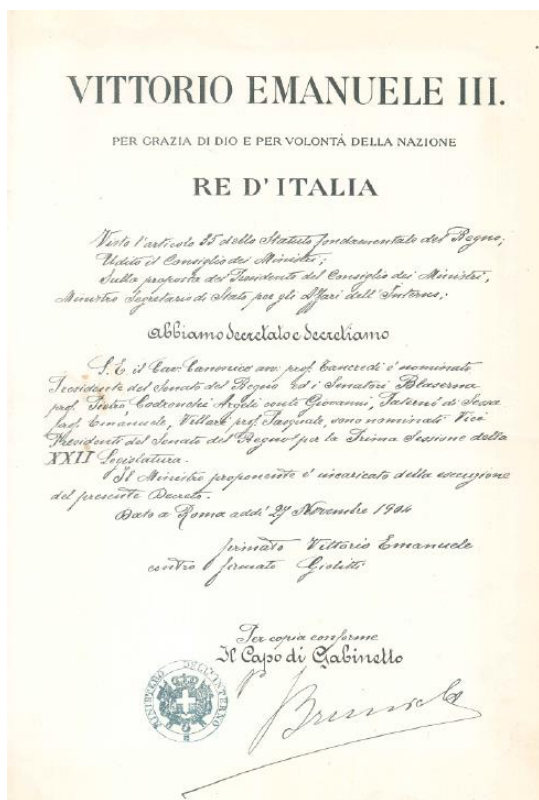 VITTORIO EMANUELE III.
PER GRAZIA DI DIO E PER VOLONTÀ DELLA NAZIONE
RE D'ITALIA
Visto l'articolo 35 dello Statuto fondamentale del Regno;
Udito il Consiglio dei Ministri;
Sulla proposta del Presidente del Consiglio dei Ministri,
Ministro Segretario di Stato per gli Affari dell'Interno;
Abbiamo decretato e decretiamo
S.E. il Cav. Canonico avv. prof. Tancredi è nominato
Presidente del Senato del Regno ed i Senatori Blaserna
prof. Pietro Codronchi Argeli conte Giovanni, Paternò di Sessa
prof. Emanuele, Villari prof. Pasquale, sono nominati Vice
Presidenti del Senato del Regno per la Prima Sessione della
XXII Legislatura.
Il Ministro proponente è incaricato della esecuzione
del presente Decreto.
Dato a Roma addì 27 Novembre 1904
firmato Vittorio Emanuele
contro firmato Giolitti
Per copia conforme
Il Capo di Gabinetto
MINISTERO DELL'INTERNO